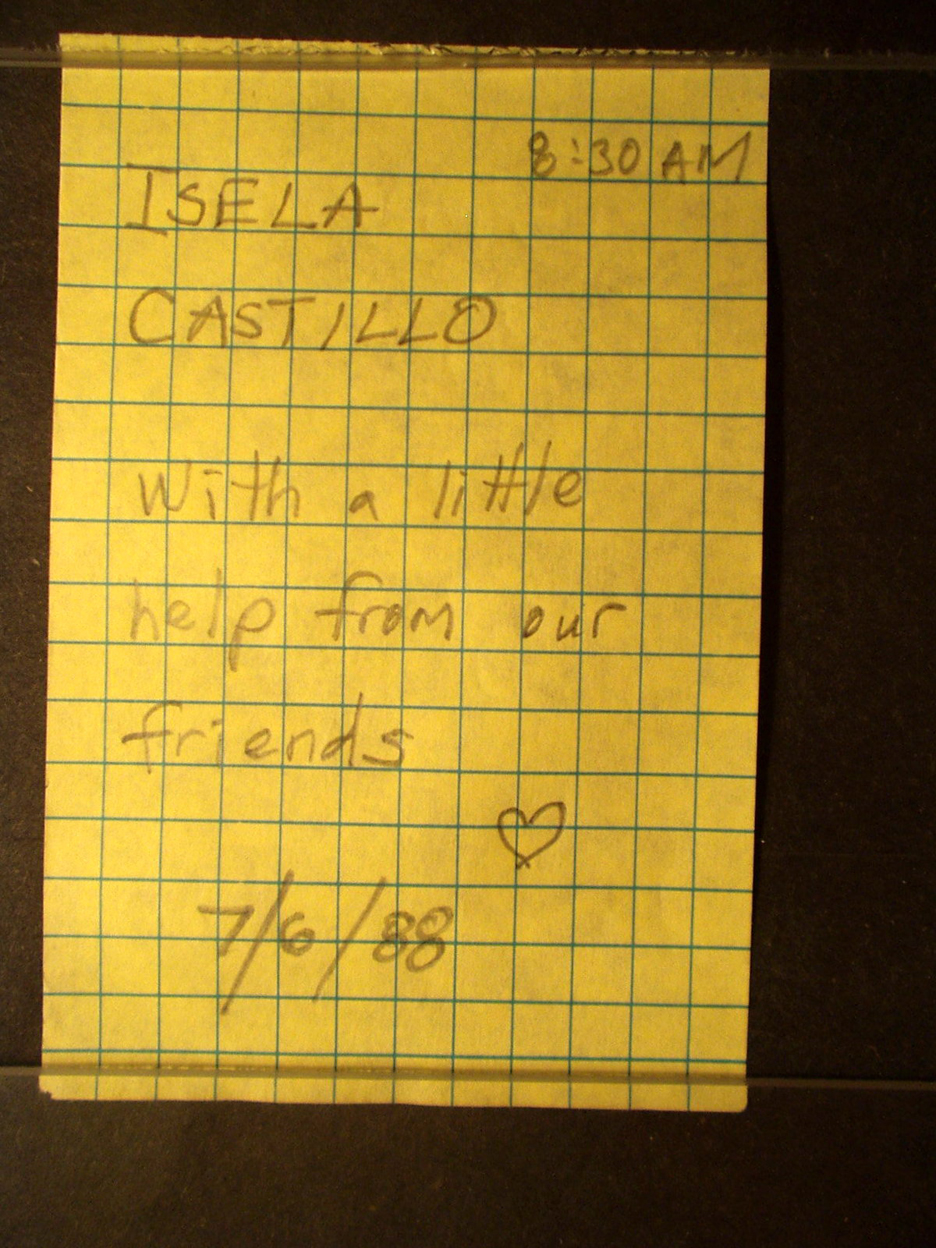 8:30 AM
ISELA
CASTILLO
With a little
help from our
friends
7/6/88